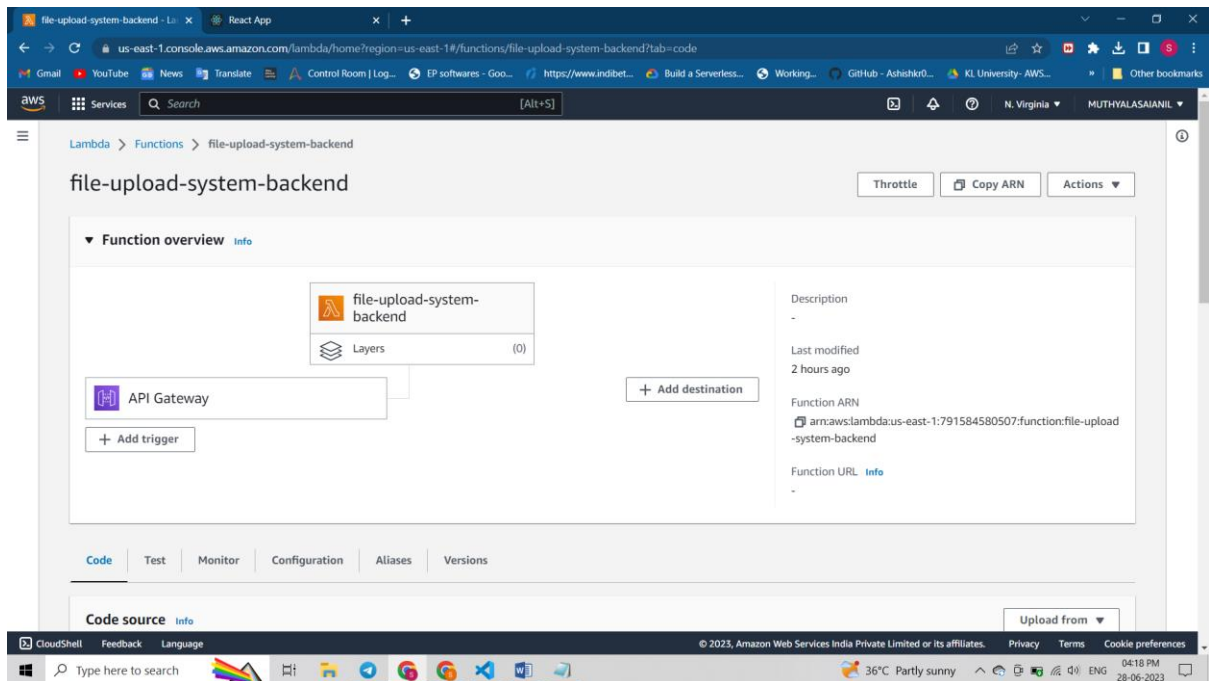 file-upload-system-backend - La
React App
us-east-1.console.aws.amazon.com/lambda/home?region=us-east-1#/functions/file-upload-system-backend?tab=code
S
Gmail YouTube News Translate Control Room | Log... EP softwares - Goo... https://www.indibet... Build a Serverless... Working... GitHub - Ashishkr0... KL University- AWS... » Other bookmarks
aws Services Search [Alt+S] N. Virginia MUTHYALASAIANIL
Lambda > Functions > file-upload-system-backend
file-upload-system-backend
Throttle Copy ARN Actions
Function overview Info
file-upload-system-
backend
Layers (0)
API Gateway
+ Add trigger
+ Add destination
Description
-
Last modified
2 hours ago
Function ARN
arn:aws:lambda:us-east-1:791584580507:function:file-upload
-system-backend
Function URL Info
-
Code Test Monitor Configuration Aliases Versions
Code source Info Upload from
CloudShell Feedback Language © 2023, Amazon Web Services India Private Limited or its affiliates. Privacy Terms Cookie preferences
Type here to search 36°C Partly sunny ENG 04:18 PM
28-06-2023